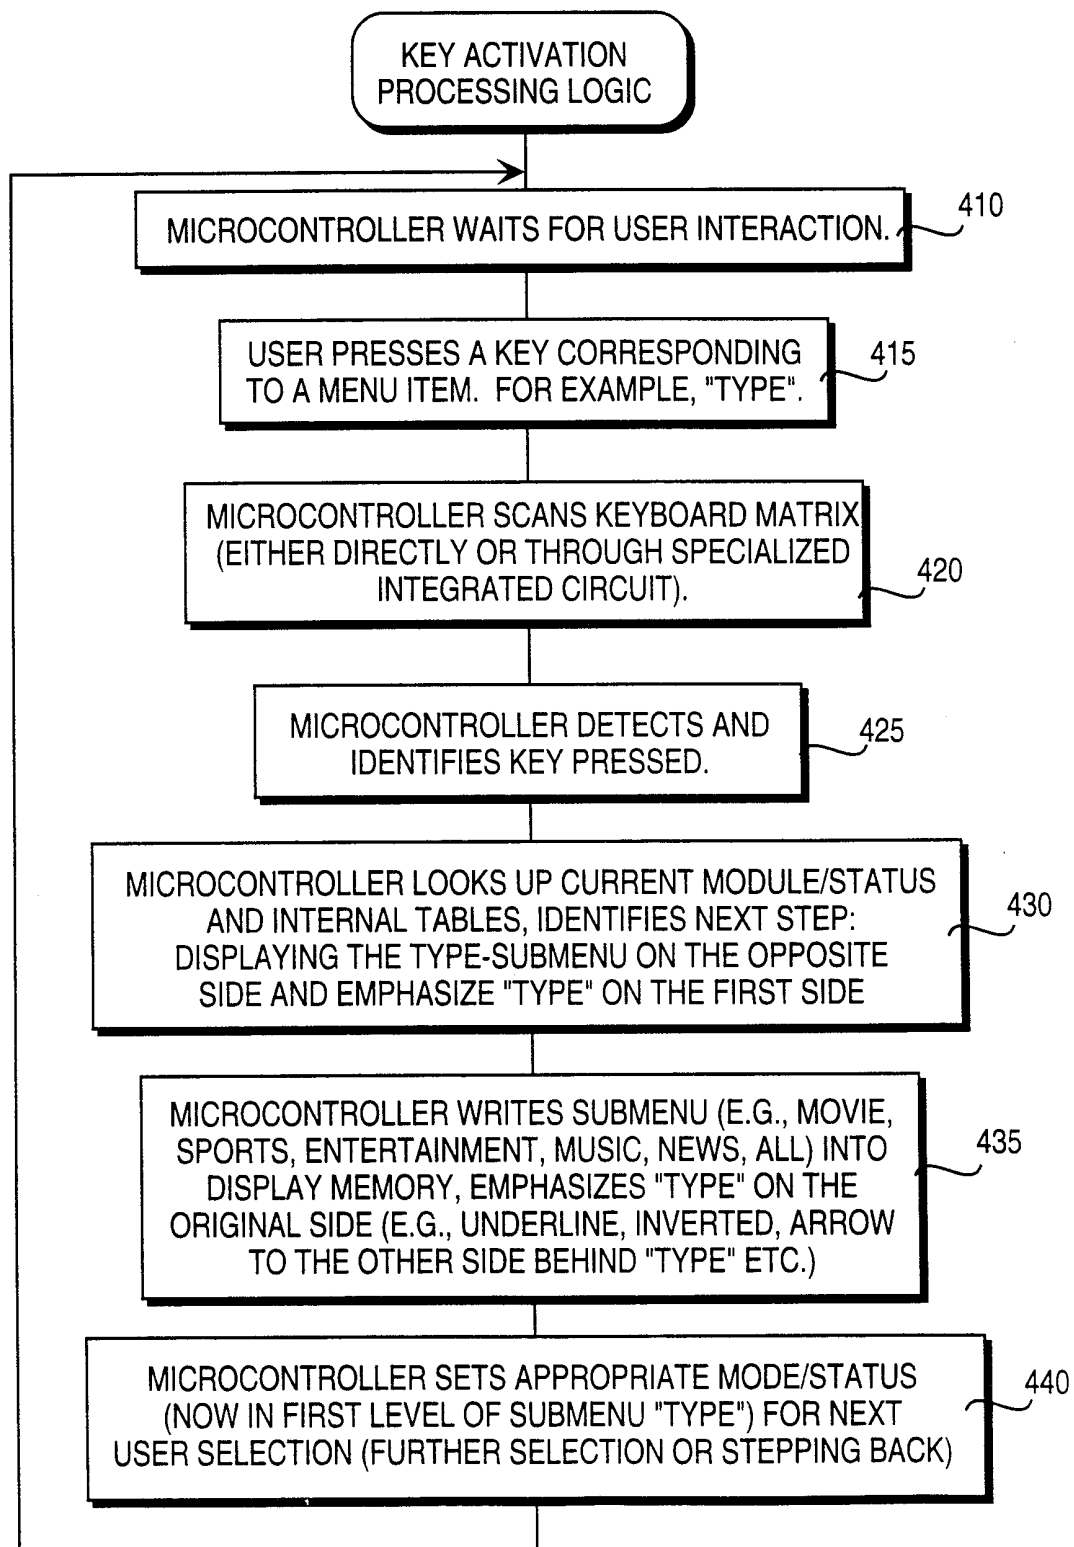 KEY ACTIVATION
PROCESSING LOGIC
MICROCONTROLLER WAITS FOR USER INTERACTION.
410
USER PRESSES A KEY CORRESPONDING
TO A MENU ITEM. FOR EXAMPLE, "TYPE".
415
MICROCONTROLLER SCANS KEYBOARD MATRIX
(EITHER DIRECTLY OR THROUGH SPECIALIZED
INTEGRATED CIRCUIT).
420
MICROCONTROLLER DETECTS AND
IDENTIFIES KEY PRESSED.
425
MICROCONTROLLER LOOKS UP CURRENT MODULE/STATUS
AND INTERNAL TABLES, IDENTIFIES NEXT STEP:
DISPLAYING THE TYPE-SUBMENU ON THE OPPOSITE
SIDE AND EMPHASIZE "TYPE" ON THE FIRST SIDE
430
MICROCONTROLLER WRITES SUBMENU (E.G., MOVIE,
SPORTS, ENTERTAINMENT, MUSIC, NEWS, ALL) INTO
DISPLAY MEMORY, EMPHASIZES "TYPE" ON THE
ORIGINAL SIDE (E.G., UNDERLINE, INVERTED, ARROW
TO THE OTHER SIDE BEHIND "TYPE" ETC.)
435
MICROCONTROLLER SETS APPROPRIATE MODE/STATUS
(NOW IN FIRST LEVEL OF SUBMENU "TYPE") FOR NEXT
USER SELECTION (FURTHER SELECTION OR STEPPING BACK)
440